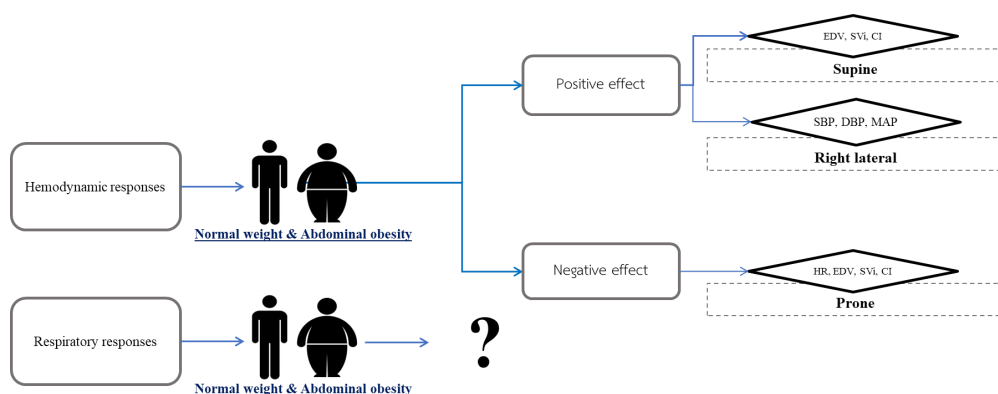 EDV, SVi, CI
Supine
Positive effect
SBP, DBP, MAP
Right lateral
Hemodynamic responses
Normal weight & Abdominal obesity
Negative effect
HR, EDV, SVi, CI
Prone
Respiratory responses
?
Normal weight & Abdominal obesity